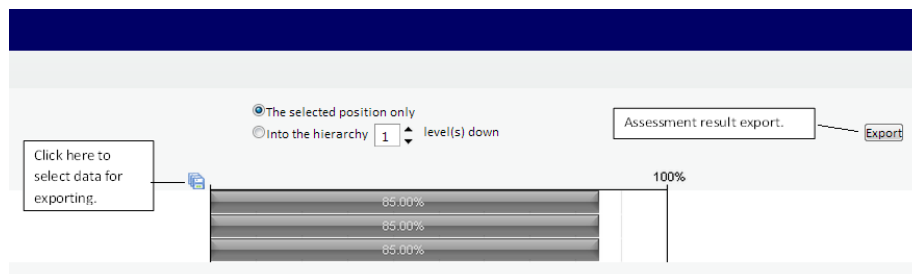 The selected position only
Into the hierarchy 1 level(s) down
Assessment result export.
Export
Click here to
select data for
exporting.
100%
85.00%
85.00%
85.00%